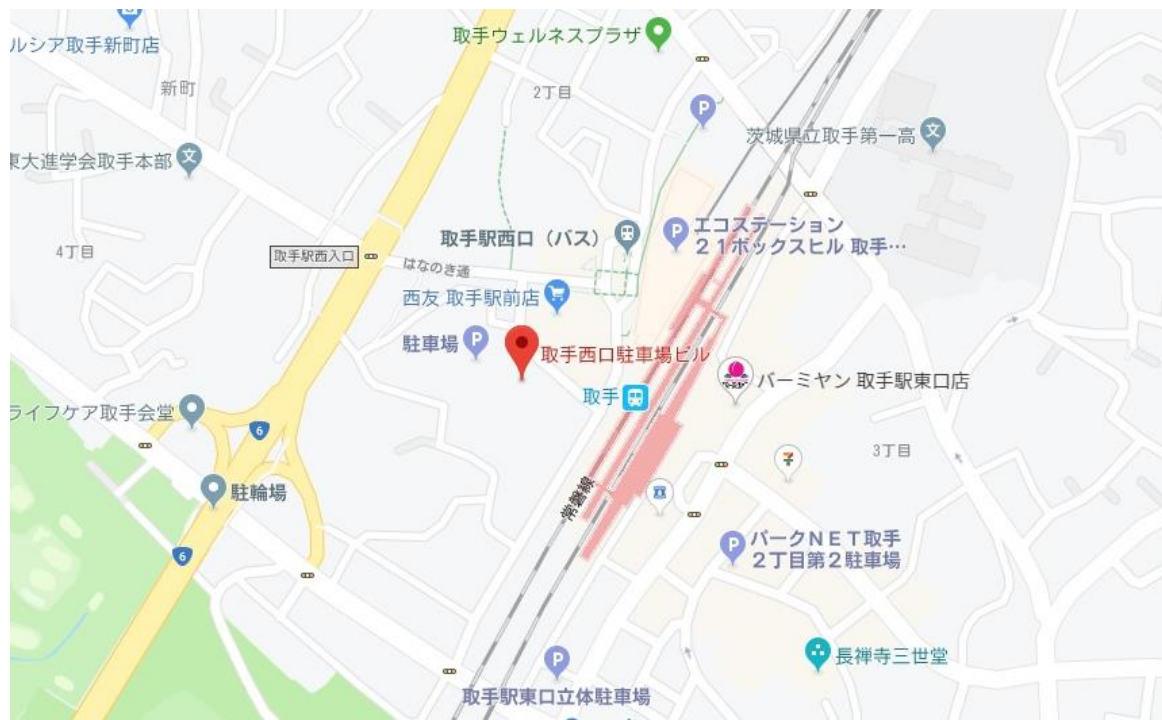 ルシア取手新町店
取手ウェルネスプラザ
新町
2丁目
P
茨城県立取手第一高
文
東大進学会取手本部
文
4丁目
取手駅西口（バス）
P
エコステーション
21ボックスヒル 取手…
取手駅西入口
はなのき通
西友 取手駅前店
駐車場
P
取手西口駐車場ビル
取手
バーミヤン 取手駅東口店
ライフケア取手会堂
6
3丁目
7
駐輪場
常磐線
6
P
パークNET取手
2丁目第2駐車場
P
長禅寺三世堂
取手駅東口立体駐車場